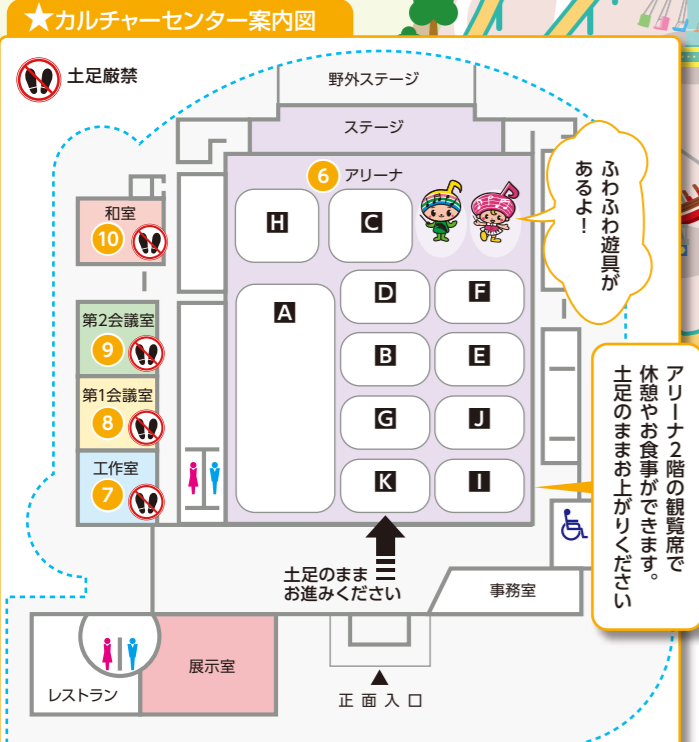 ★カルチャーセンター案内図
土足厳禁
野外ステージ
ステージ
6 アリーナ
ふわふわ遊具が
あるよ！
和室
10
H
C
A
D
F
第2会議室
9
B
E
第1会議室
8
G
J
工作室
7
K
I
アリーナ2階の観覧席で
休憩やお食事ができます。
土足のままお上がりください
土足のまま
お進みください
事務室
展示室
レストラン
正面入口